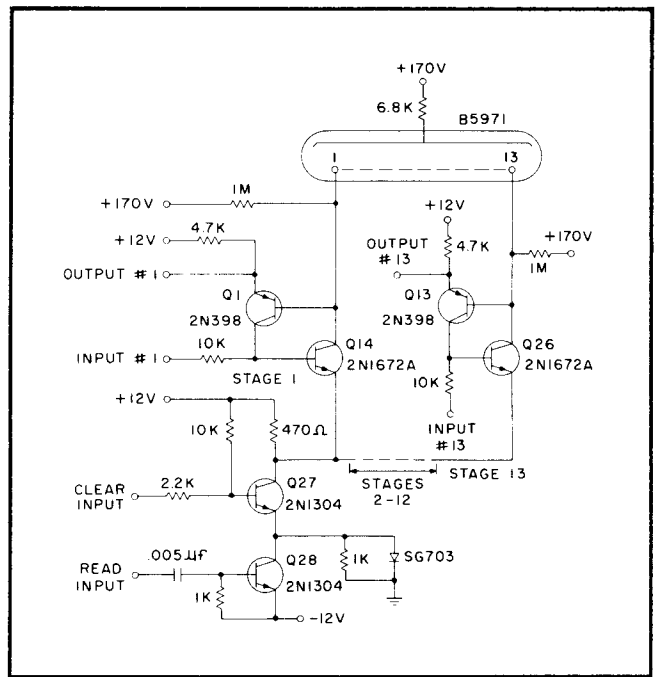 +170V
6.8K
B5971
1
13
1M
+170V
+12V
4.7K
+12V
OUTPUT #1
OUTPUT
#13
4.7K
+170V
1M
Q1
2N398
Q13
2N398
Q14
2N1672A
Q26
2N1672A
INPUT #1
10K
STAGE 1
10K
INPUT
#13
+12V
10K
470Ω
STAGES
2-12
STAGE 13
CLEAR
INPUT
2.2K
Q27
2N1304
READ
INPUT
.005µf
Q28
2N1304
1K
SG703
1K
-12V